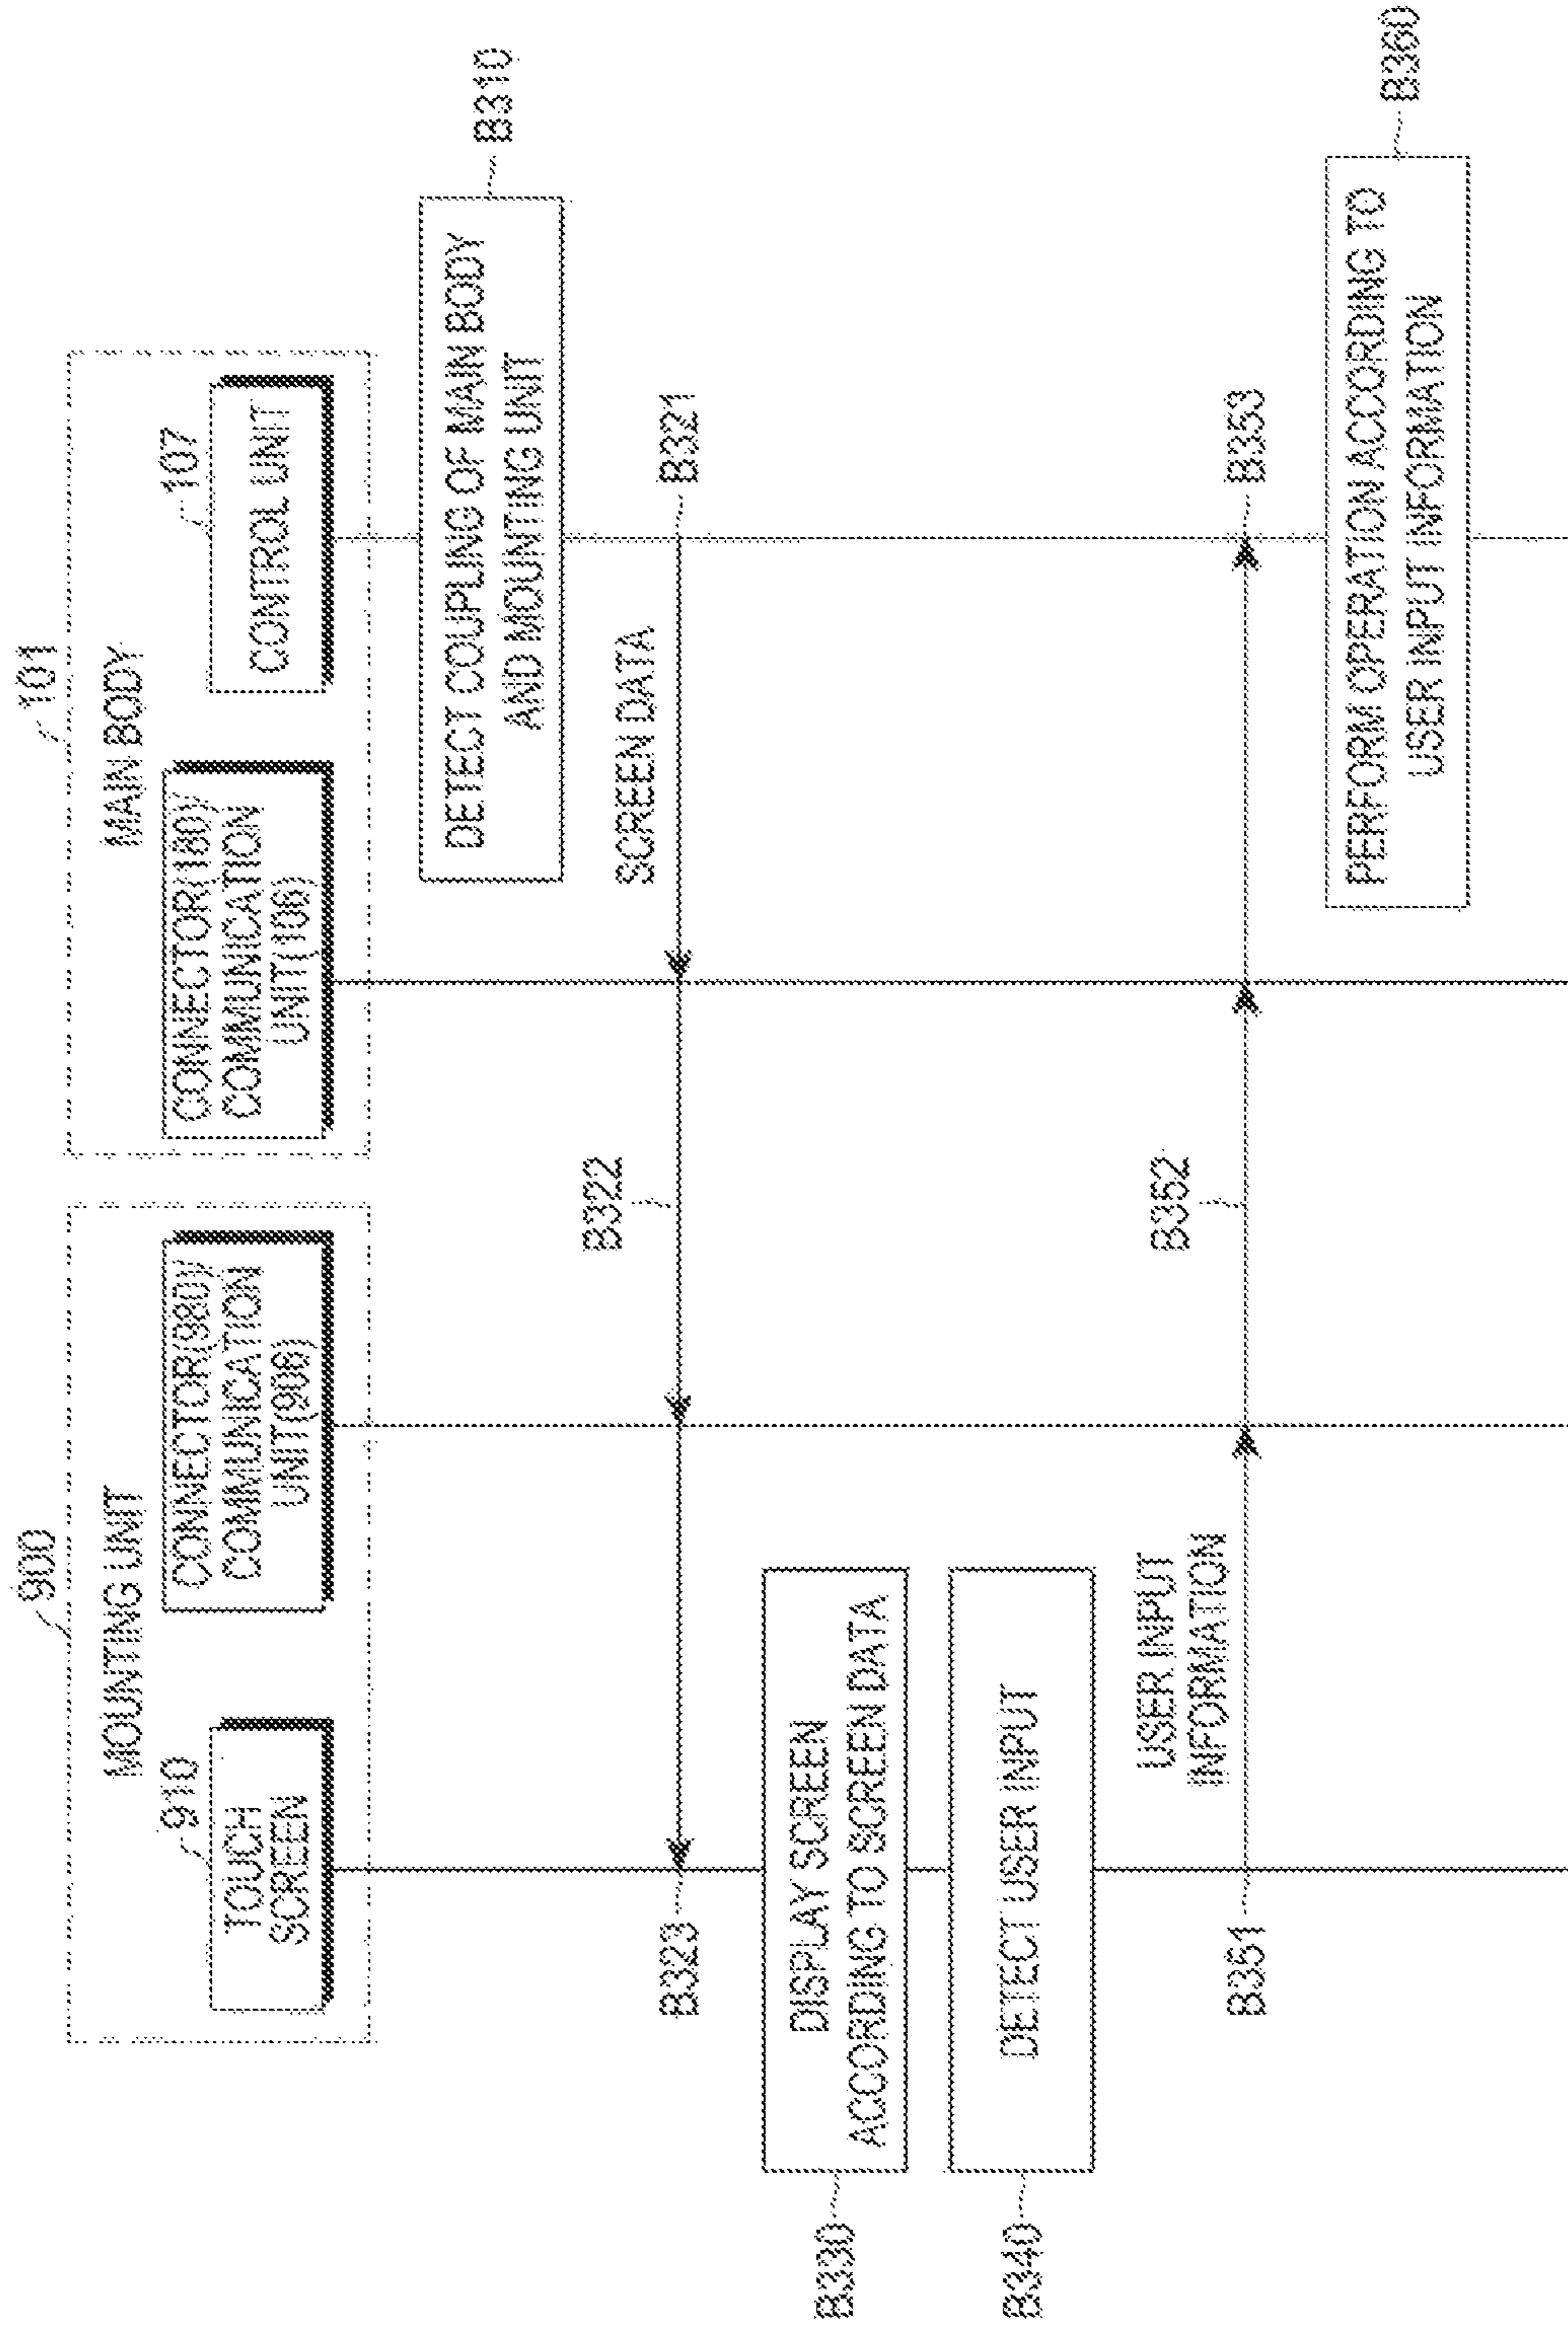 900
101
MOUNTING UNIT
MAIN BODY
910
107
TOUCH
SCREEN
CONNECTOR(980)/
COMMUNICATION
UNIT(906)
CONNECTOR(180)/
COMMUNICATION
UNIT(106)
CONTROL UNIT
DETECT COUPLING OF MAIN BODY
AND MOUNTING UNIT
B310
B322
SCREEN DATA
B323
B321
B330
DISPLAY SCREEN
ACCORDING TO SCREEN DATA
B340
DETECT USER INPUT
USER INPUT
INFORMATION
B352
B351
B353
PERFORM OPERATION ACCORDING TO
USER INPUT INFORMATION
B360